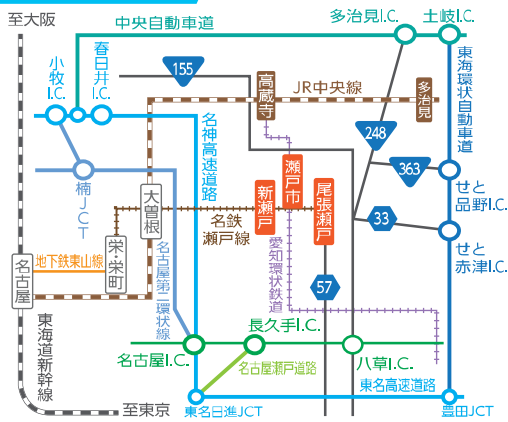 至大阪
中央自動車道
多治見I.C.
土岐I.C.
小牧
I.C.
春日井
I.C.
155
高蔵寺
JR中央線
多治見
東海環状自動車道
248
363
名神高速道路
楠JCT
大曽根
新瀬戸
瀬戸市
尾張瀬戸
せと
品野I.C.
33
名鉄
瀬戸線
栄・栄町
地下鉄東山線
名古屋
名古屋第二環状線
愛知環状鉄道
せと
赤津I.C.
57
東海道新幹線
長久手I.C.
名古屋I.C.
名古屋瀬戸道路
八草I.C.
東名高速道路
至東京
東名日進JCT
豊田JCT